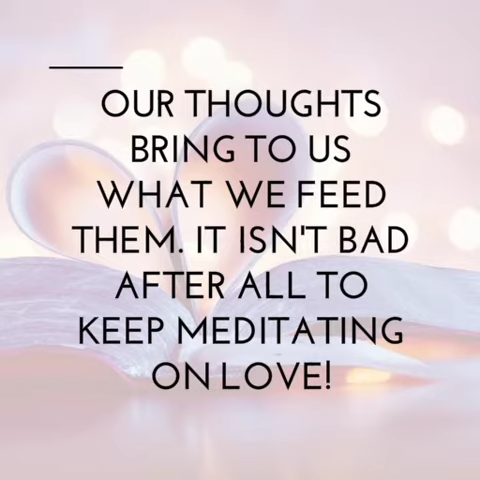 OUR THOUGHTS
BRING TO US
WHAT WE FEED
THEM. IT ISN'T BAD
AFTER ALL TO
KEEP MEDITATING
ON LOVE!